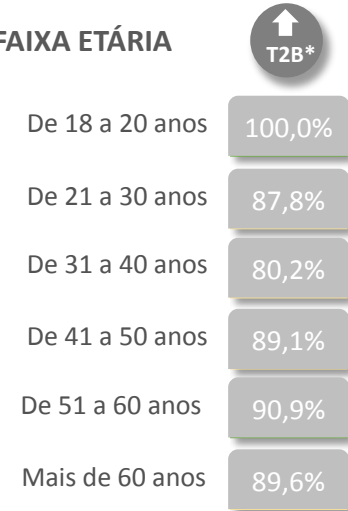 FAIXA ETÁRIA
T2B*
De 18 a 20 anos 100,0%
De 21 a 30 anos 87,8%
De 31 a 40 anos 80,2%
De 41 a 50 anos 89,1%
De 51 a 60 anos 90,9%
Mais de 60 anos 89,6%